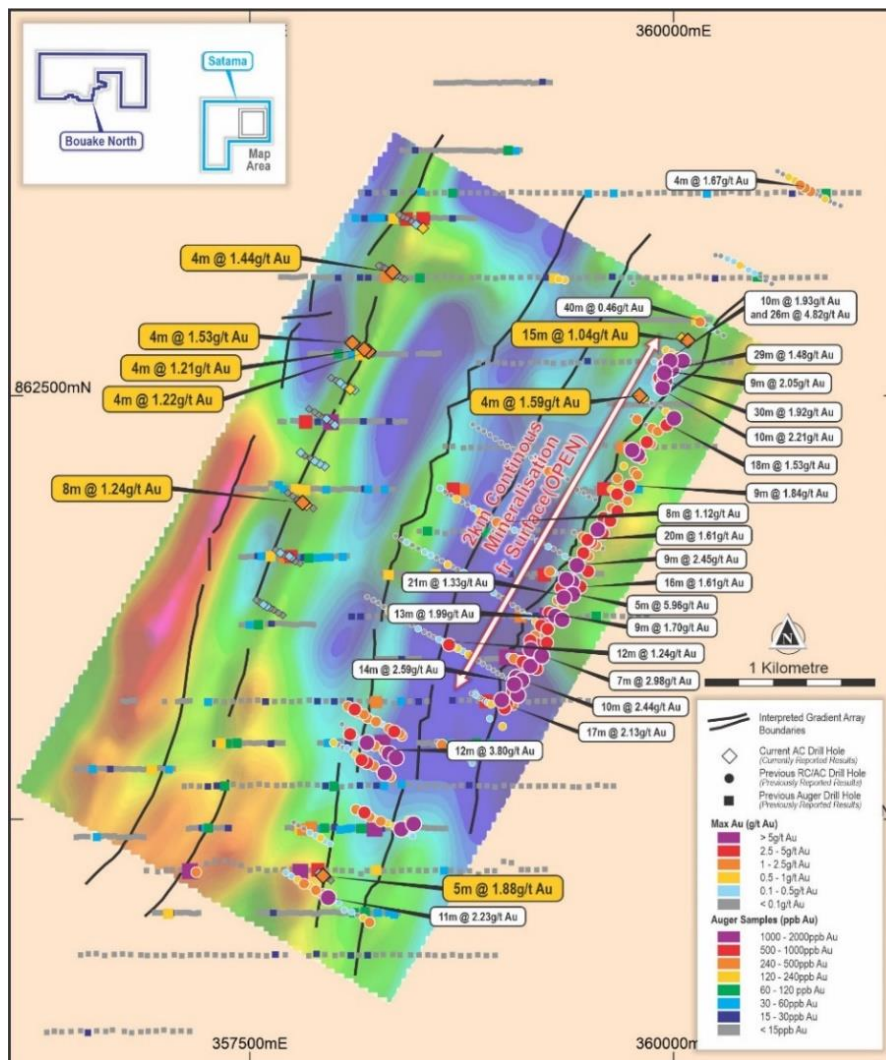 360000mE
Satama
Bouake North
Map
Area
4m @ 1.67g/t Au
4m @ 1.44g/t Au
40m @ 0.46g/t Au
10m @ 1.93g/t Au
and 26m @ 4.82g/t Au
4m @ 1.53g/t Au
15m @ 1.04g/t Au
29m @ 1.48g/t Au
4m @ 1.21g/t Au
9m @ 2.05g/t Au
862500mN
4m @ 1.22g/t Au
4m @ 1.59g/t Au
30m @ 1.92g/t Au
10m @ 2.21g/t Au
18m @ 1.53g/t Au
8m @ 1.24g/t Au
9m @ 1.84g/t Au
2km Continous
Mineralisation
fr Surface(OPEN)
8m @ 1.12g/t Au
20m @ 1.61g/t Au
9m @ 2.45g/t Au
21m @ 1.33g/t Au
16m @ 1.61g/t Au
5m @ 5.96g/t Au
13m @ 1.99g/t Au
9m @ 1.70g/t Au
N
12m @ 1.24g/t Au
14m @ 2.59g/t Au
7m @ 2.98g/t Au
1 Kilometre
10m @ 2.44g/t Au
17m @ 2.13g/t Au
12m @ 3.80g/t Au
5m @ 1.88g/t Au
11m @ 2.23g/t Au
Interpreted Gradient Array
Boundaries
Current AC Drill Hole
(Currently Reported Results)
Previous RC/AC Drill Hole
(Previously Reported Results)
Previous Auger Drill Hole
(Previously Reported Results)
Max Au (g/t Au)
> 5g/t Au
2.5 - 5g/t Au
1 - 2.5g/t Au
0.5 - 1g/t Au
0.1 - 0.5g/t Au
< 0.1g/t Au
Auger Samples (ppb Au)
1000 - 2000ppb Au
500 - 1000ppb Au
240 - 500ppb Au
120 - 240ppb Au
60 - 120 ppb Au
30 - 60ppb Au
15 - 30ppb Au
< 15ppb Au
357500mE
360000mE